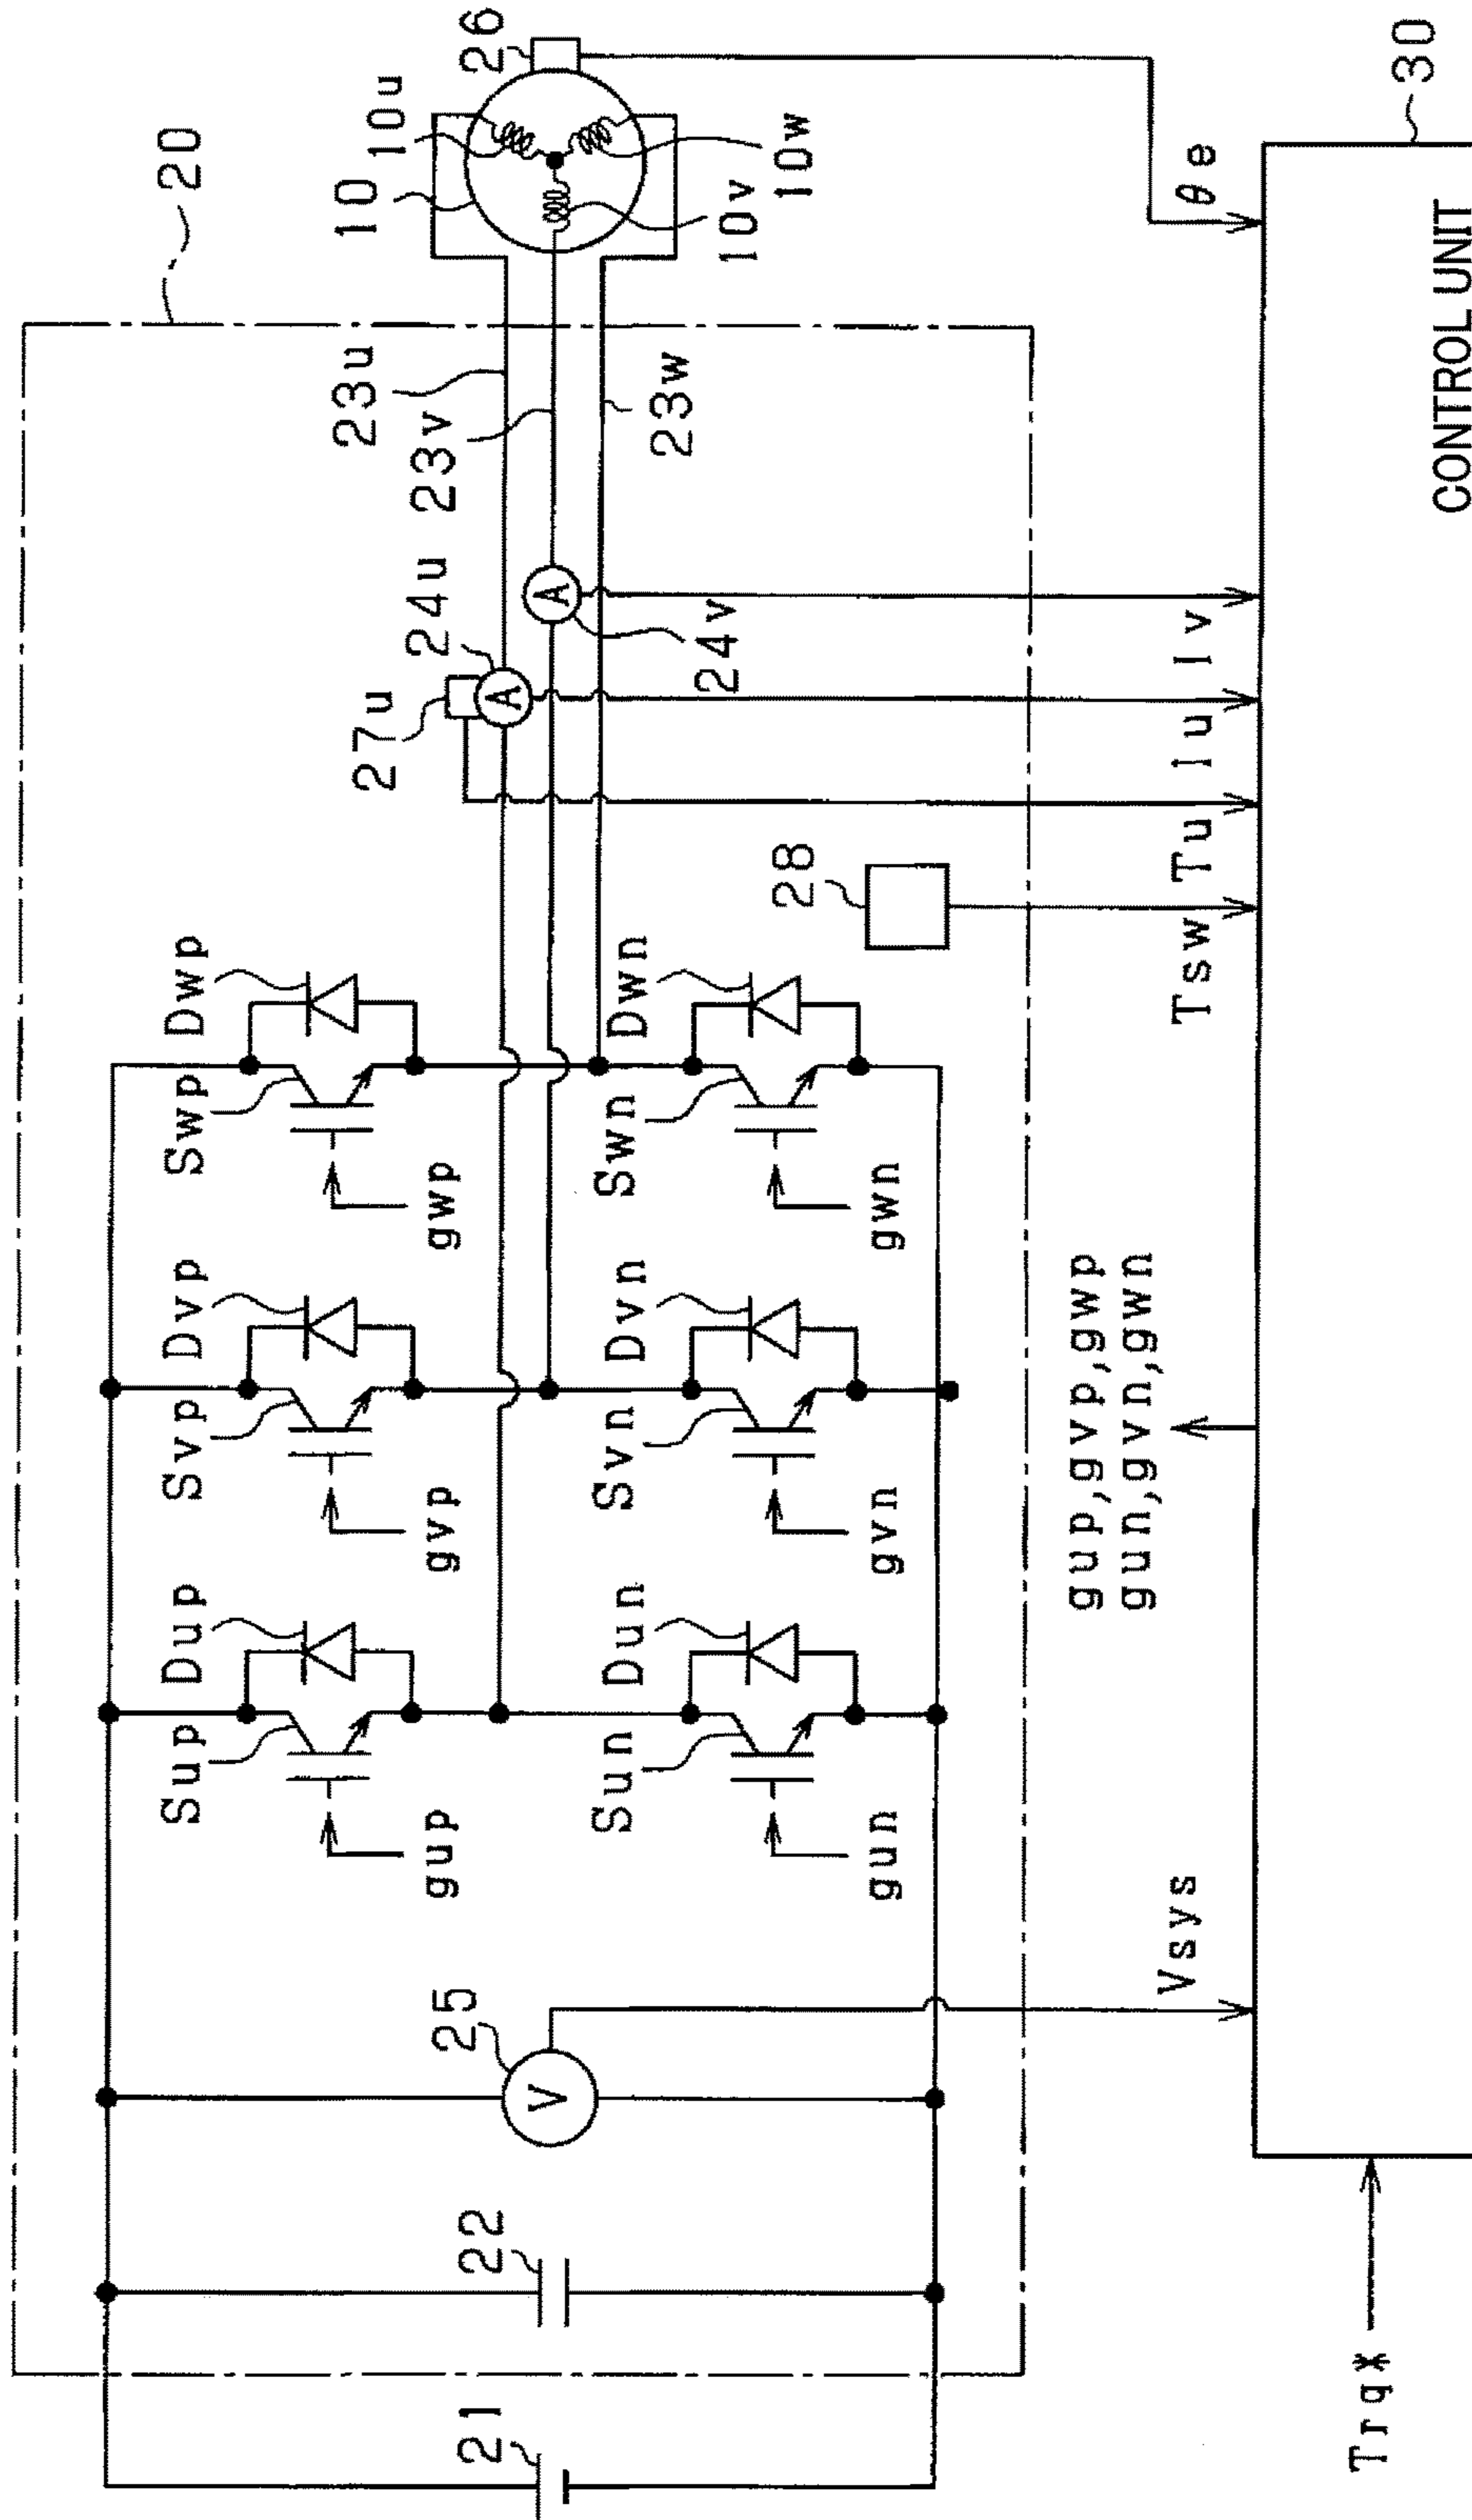 20
10
10u
26
23u
23v
10v
10w
23w
24u
27u
24v
28
Dwp
Swp
gwp
Dwn
Swn
gwn
Dvp
Svp
gvp
Dvn
Svn
gvn
Dup
Sup
gup
Dun
Sun
gun
A
A
V
25
22
21
Vsys
gup,gvp,gwp
gun,gvn,gwn
Tsw
Tu
Iu
Iv
θe
Trq*
CONTROL UNIT
30